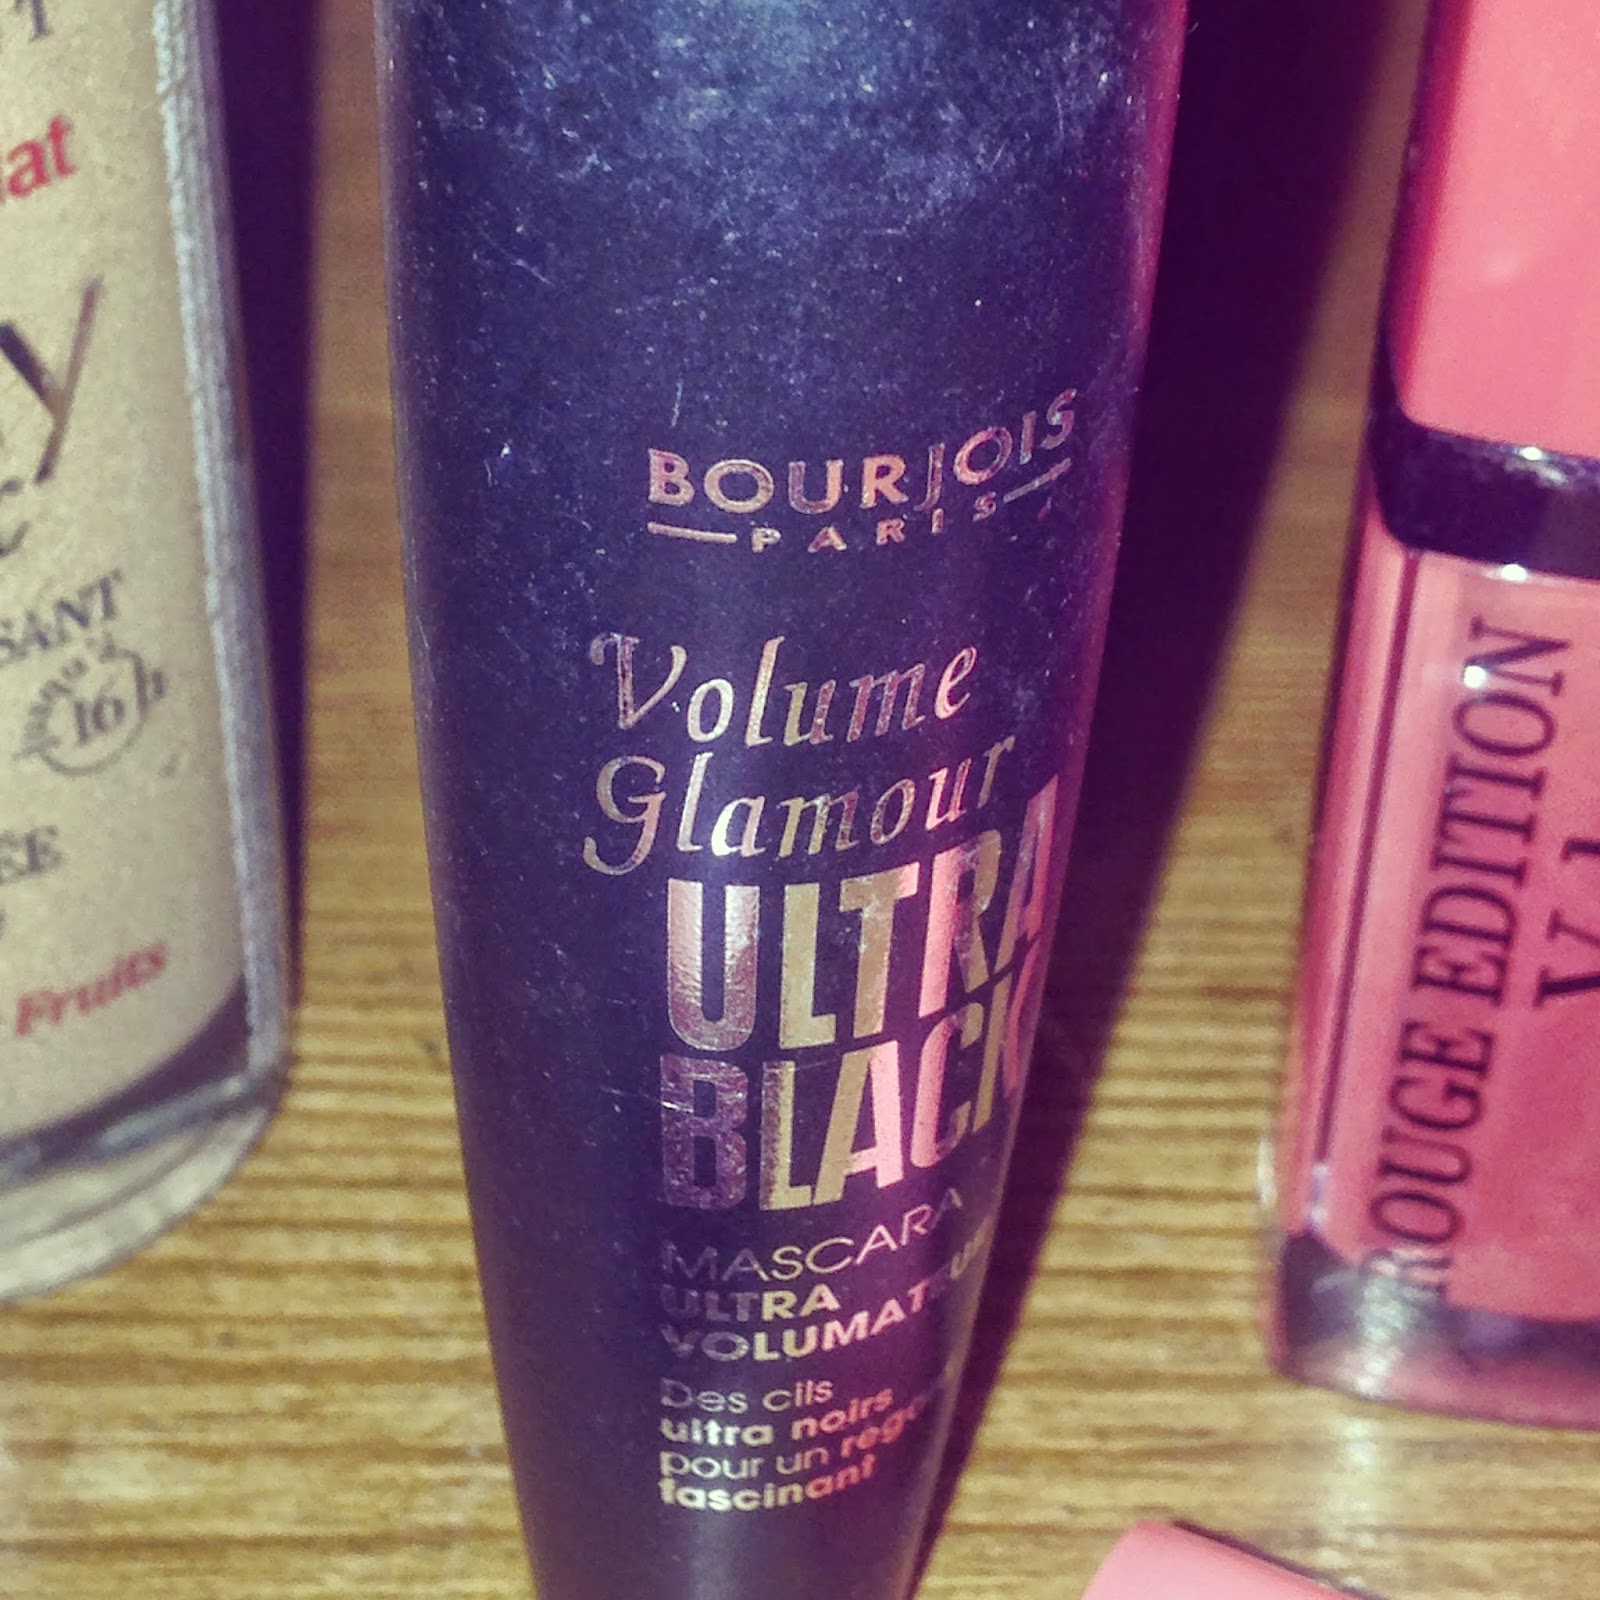 BOURJOIS
PARIS
Volume
Glamour
ULTRA
BLACK
MASCARA
ULTRA
Des cils
ultra noirs
pour un
fascinant
16h
Fruits
ROUGE EDITION